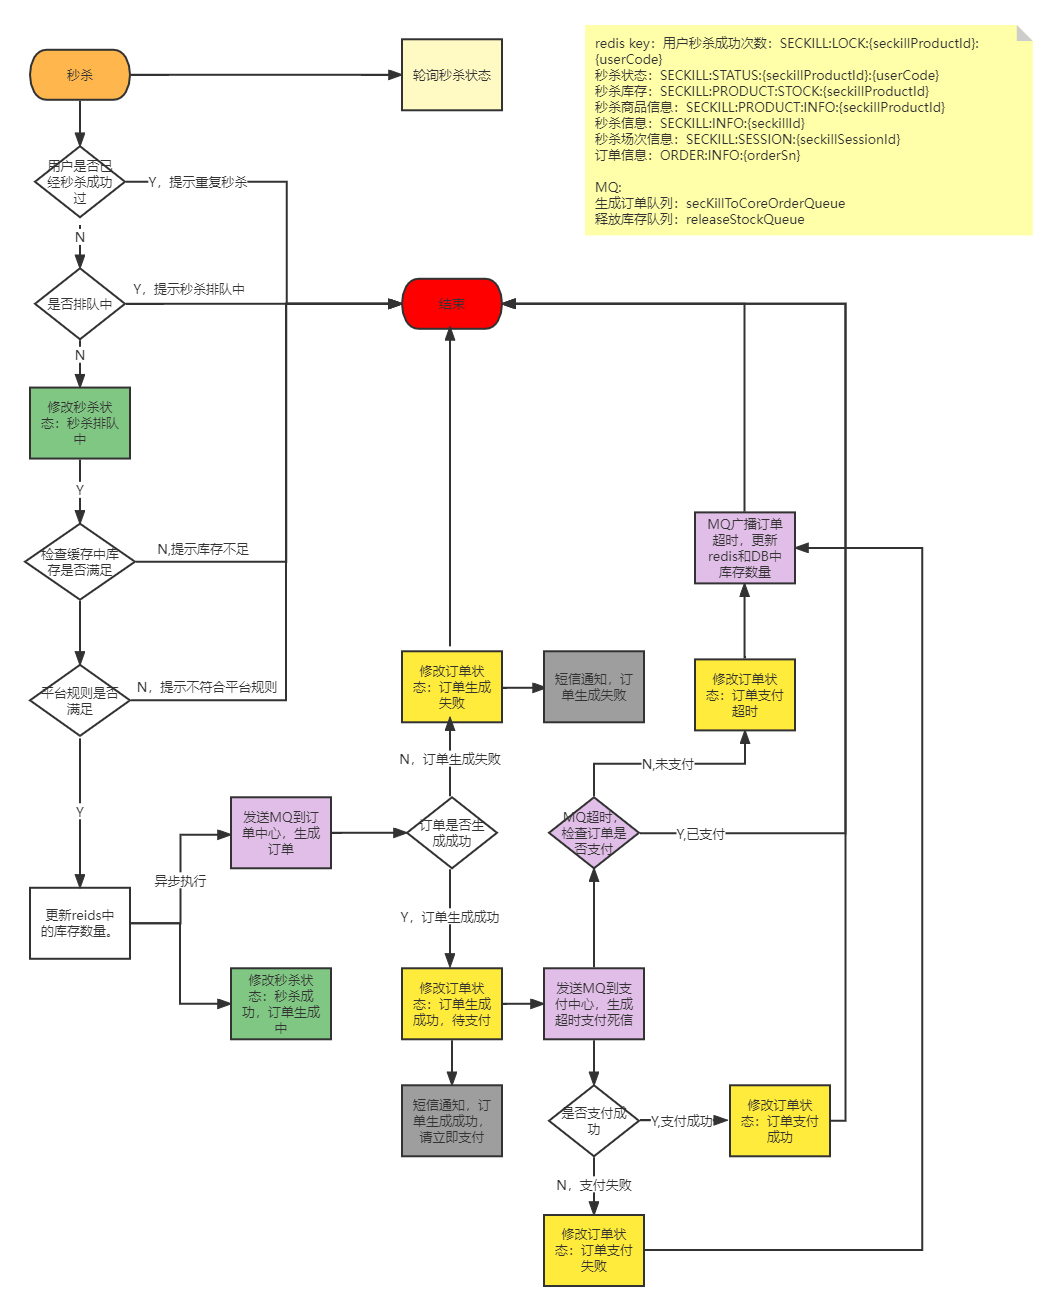 秒杀
轮询秒杀状态
redis key：用户秒杀成功次数：SECKILL:LOCK:{seckillProductId}:
{userCode}
秒杀状态：SECKILL:STATUS:{seckillProductId}:{userCode}
秒杀库存：SECKILL:PRODUCT:STOCK:{seckillProductId}
秒杀商品信息：SECKILL:PRODUCT:INFO:{seckillProductId}
秒杀信息：SECKILL:INFO:{seckillId}
秒杀场次信息：SECKILL:SESSION:{seckillSessionId}
订单信息：ORDER:INFO:{orderSn}
MQ:
生成订单队列：secKillToCoreOrderQueue
释放库存队列：releaseStockQueue
用户是否已
经秒杀成功
过
Y，提示重复秒杀
N
是否排队中
Y，提示秒杀排队中
结束
N
修改秒杀状
态：秒杀排队
中
Y
检查缓存中库
存是否满足
N,提示库存不足
MQ广播订单
超时，更新
redis和DB中
库存数量
平台规则是否
满足
N，提示不符合平台规则
修改订单状
态：订单生成
失败
短信通知，订
单生成失败
修改订单状
态：订单支付
超时
N，订单生成失败
N,未支付
Y
发送MQ到订
单中心，生成
订单
订单是否生
成成功
MQ超时，
检查订单是
否支付
Y,已支付
异步执行
更新reids中
的库存数量。
Y，订单生成成功
修改秒杀状
态：秒杀成
功，订单生成
中
修改订单状
态：订单生成
成功，待支付
发送MQ到支
付中心，生成
超时支付死信
短信通知，订
单生成成功，
请立即支付
是否支付成
功
Y,支付成功
修改订单状
态：订单支付
成功
N，支付失败
修改订单状
态：订单支付
失败